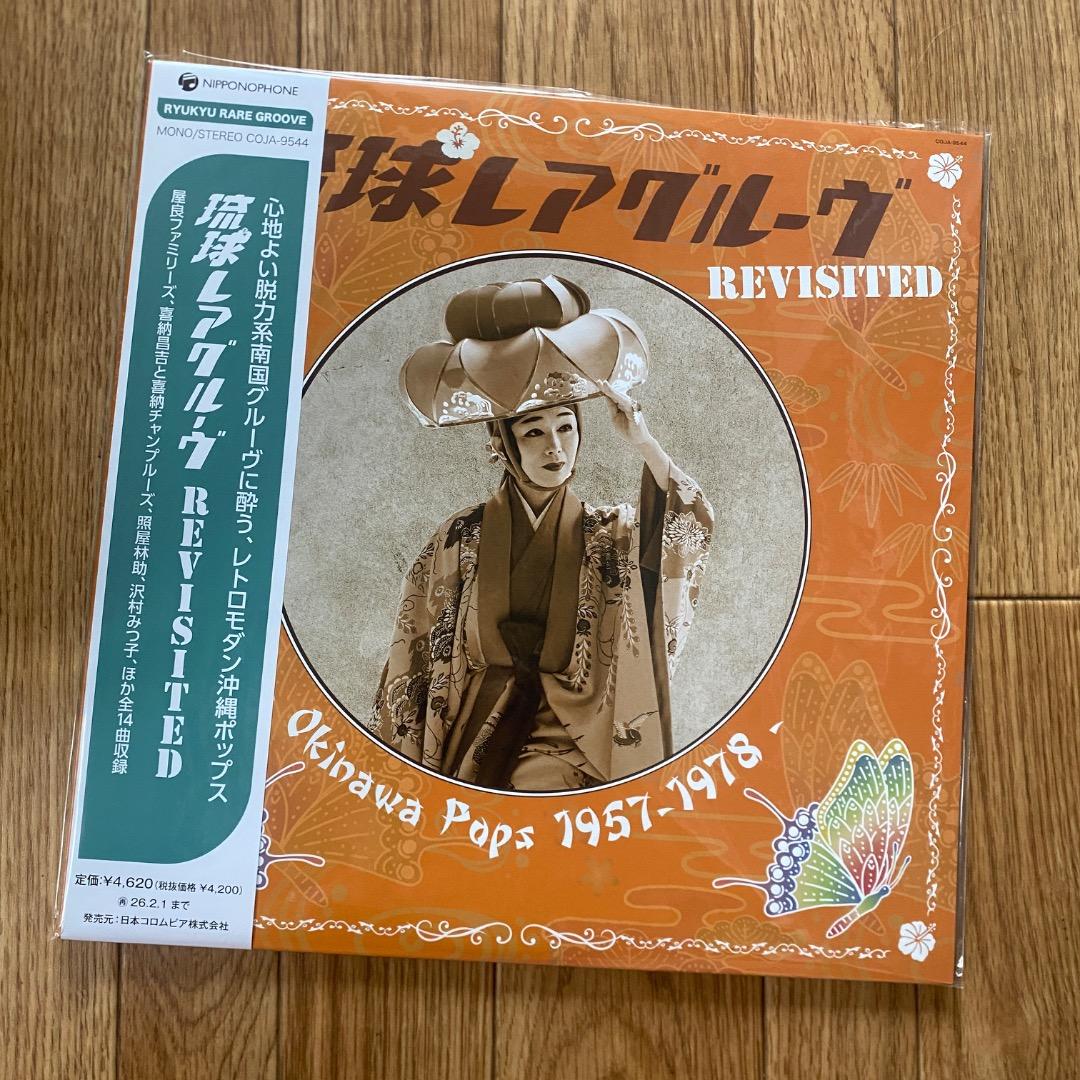 NIPPONOPHONE
RYUKYU RARE GROOVE
MONO/STEREO COJA-9544
心地よい脱力系南国グルーヴに酔う、レトロモダン沖縄ポップス
琉球レアグルーヴ REVISITED
屋良ファミリーズ、喜納昌吉と喜納チャンプルーズ、照屋林助、沢村みつ子、ほか全14曲収録
定価:¥4,620(税抜価格 ¥4,200)
再 26.2.1 まで
発売元:日本コロムビア株式会社
COJA-9544
琉球レアグルーヴ
REVISITED
Okinawa Pops 1957-1978 -